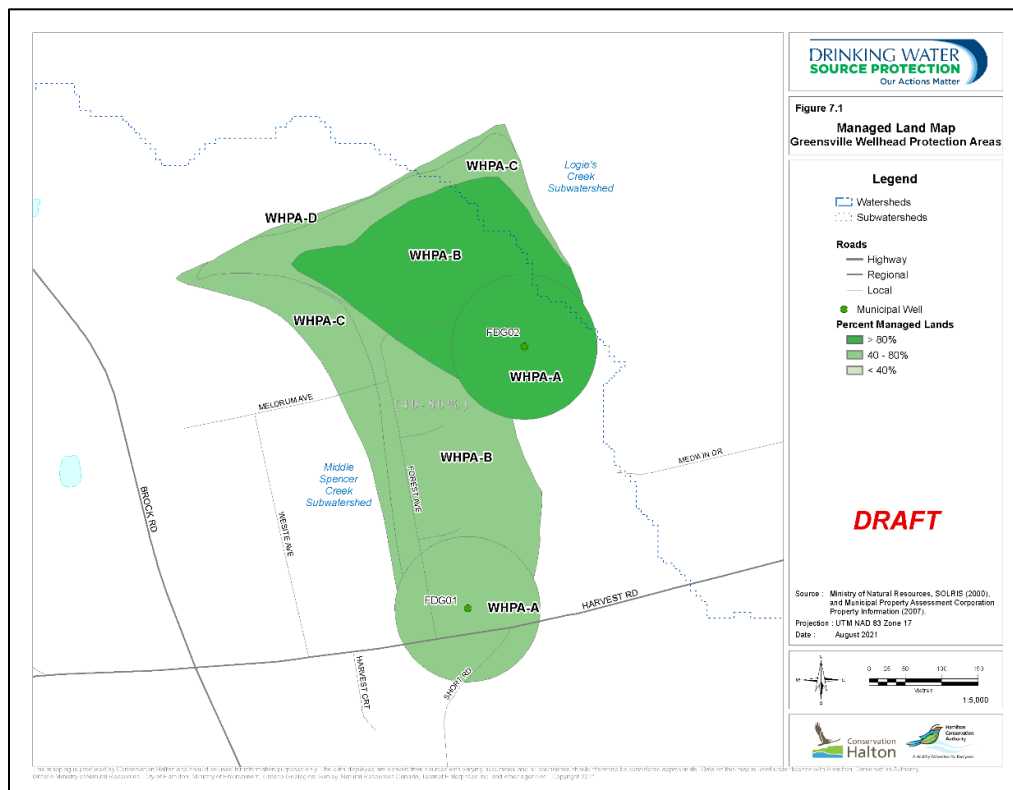 DRINKING WATER
SOURCE PROTECTION
Our Actions Matter
Figure 7.1
Managed Land Map
Greensville Wellhead Protection Areas
Legend
Watersheds
Subwatersheds
Roads
Highway
Regional
Local
Municipal Well
Percent Managed Lands
> 80%
40 - 80%
< 40%
DRAFT
Source : Ministry of Natural Resources, SOLRIS (2000),
and Municipal Property Assessment Corporation
Property Information (2007).
Projection : UTM NAD 83 Zone 17
Date : August 2021
0 25 50 100 150
Metres
1:5,000
Conservation
Halton
Hamilton
Conservation
Authority
WHPA-C
Logie's
Creek
Subwatershed
WHPA-D
WHPA-B
WHPA-C
FDG02
WHPA-A
MELDRUM AVE
(40-80%)
WHPA-B
MEDWIN DR
Middle
Spencer
Creek
Subwatershed
FOREST AVE
BROCK RD
WESITE AVE
FDG01
WHPA-A
HARVEST RD
HARVEST CRT
SHORT RD